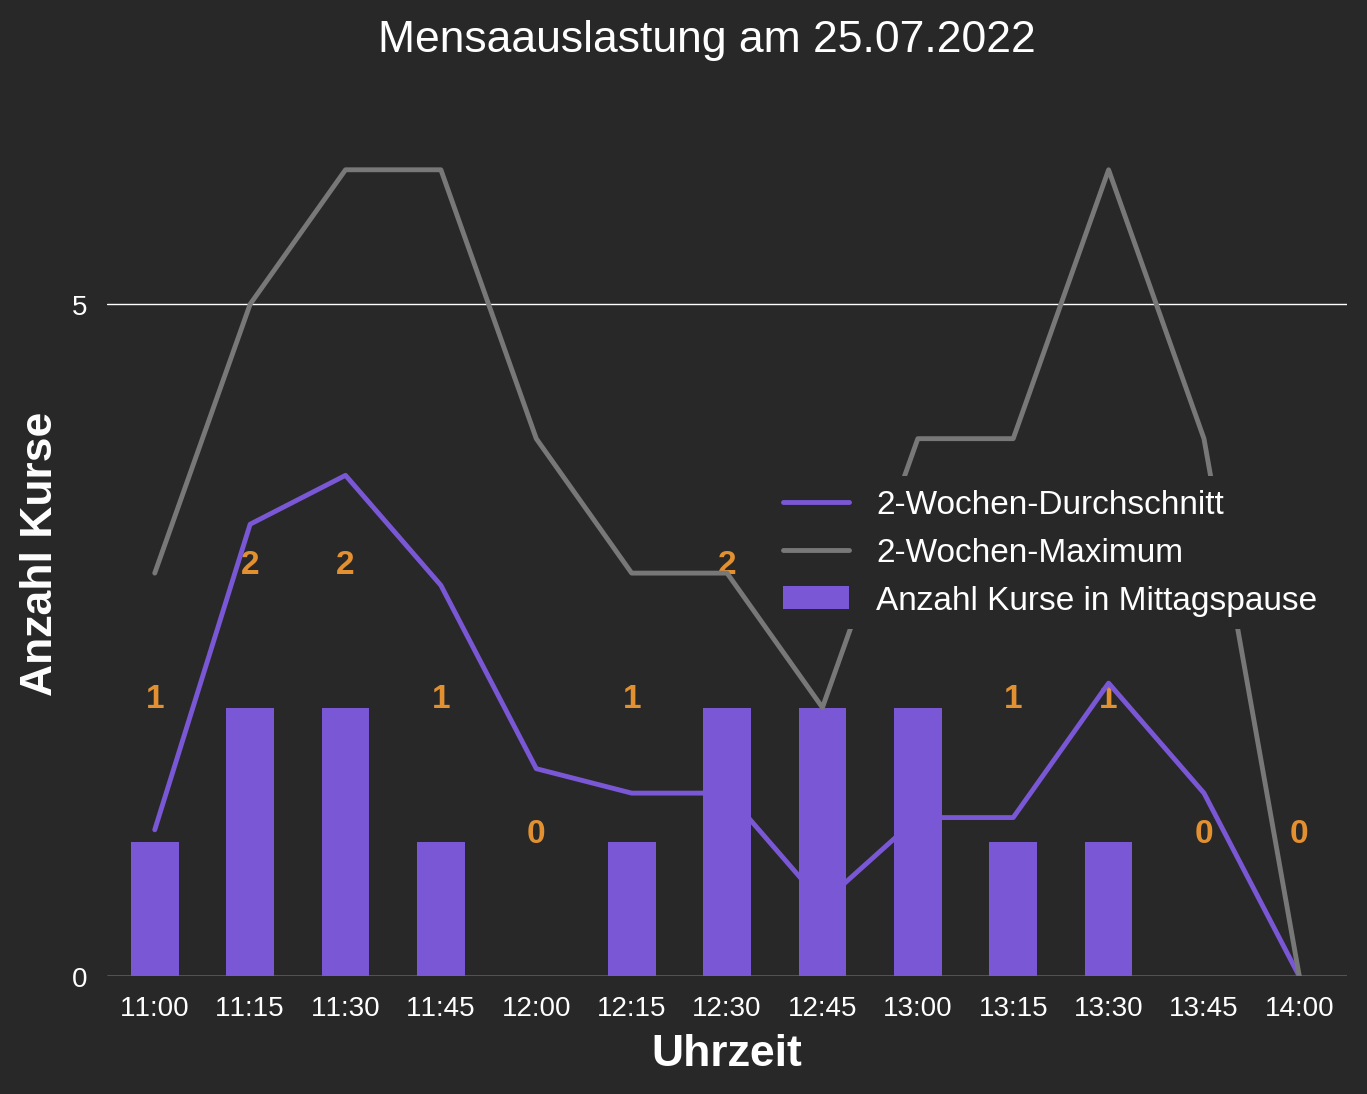 Mensaauslastung am 25.07.2022
5
0
Anzahl Kurse
1
2
2
1
0
1
2
1
1
0
0
2-Wochen-Durchschnitt
2-Wochen-Maximum
Anzahl Kurse in Mittagspause
11:00 11:15 11:30 11:45 12:00 12:15 12:30 12:45 13:00 13:15 13:30 13:45 14:00
Uhrzeit